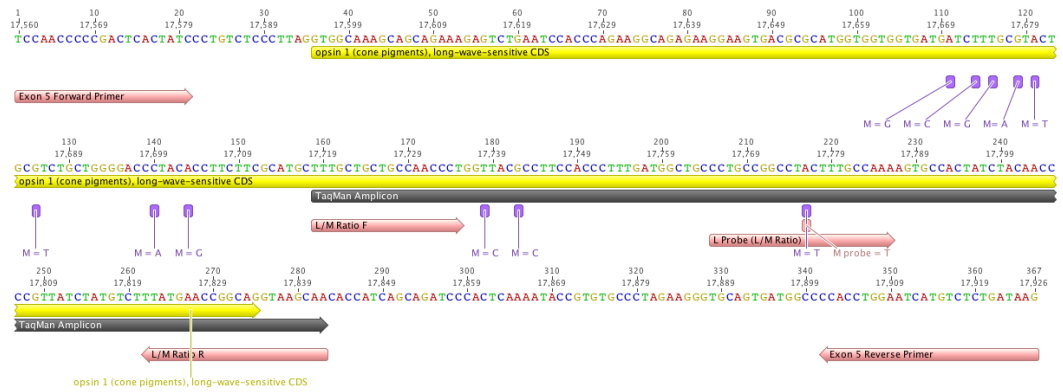 1 10 20 30 40 50 60 70 80 90 100 110 120
17,560 17,569 17,579 17,589 17,599 17,609 17,619 17,629 17,639 17,649 17,659 17,669 17,679
TCCAACCCCCGACTCACTATCCCTGTCTCCCTTAGGTGGCAAAGCAGCAGAAAGAGTCTGAATCCACCCAGAAGGCAGAGAAGGAAGTGACGCGCATGGTGGTGGTGATGATCTTTGCGTACT
opsin 1 (cone pigments), long-wave-sensitive CDS
Exon 5 Forward Primer
M = G M = C M = G M= A M = T
130 140 150 160 170 180 190 200 210 220 230 240
17,689 17,699 17,709 17,719 17,729 17,739 17,749 17,759 17,769 17,779 17,789 17,799
GCGTCTGCTGGGGACCCTACACCTTCTTCGCATGCTTTGCTGCTGCCAACCCTGGTTACGCCTTCCACCCTTTGATGGCTGCCCTGCCGGCCTACTTTGCCAAAAGTGCCACTATCTACAACC
opsin 1 (cone pigments), long-wave-sensitive CDS
TaqMan Amplicon
L/M Ratio F
L Probe (L/M Ratio)
M = T M = A M = G M = C M = C M = T M probe = T
250 260 270 280 290 300 310 320 330 340 350 360 367
17,809 17,819 17,829 17,839 17,849 17,859 17,869 17,879 17,889 17,899 17,909 17,919 17,926
CCGTTATCTATGTCTTTATGAACCGGCAGGTAAGCAACACCATCAGCAGATCCCACTCAAAATACCGTGTGCCCTAGAAGGGTGCAGTGATGGCCCCACCTGGAATCATGTCTCTGATAAG
TaqMan Amplicon
L/M Ratio R
Exon 5 Reverse Primer
opsin 1 (cone pigments), long-wave-sensitive CDS